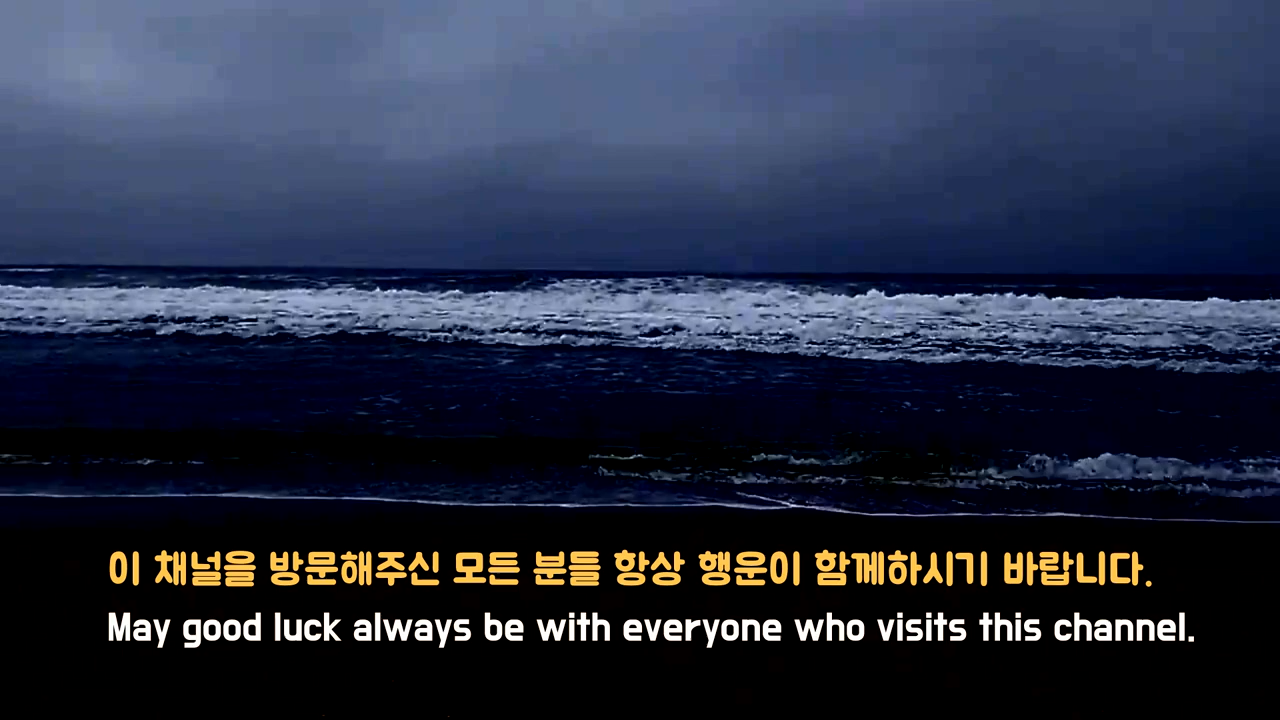 이 채널을 방문해주신 모든 분들 항상 행운이 함께하시기 바랍니다.
May good luck always be with everyone who visits this channel.